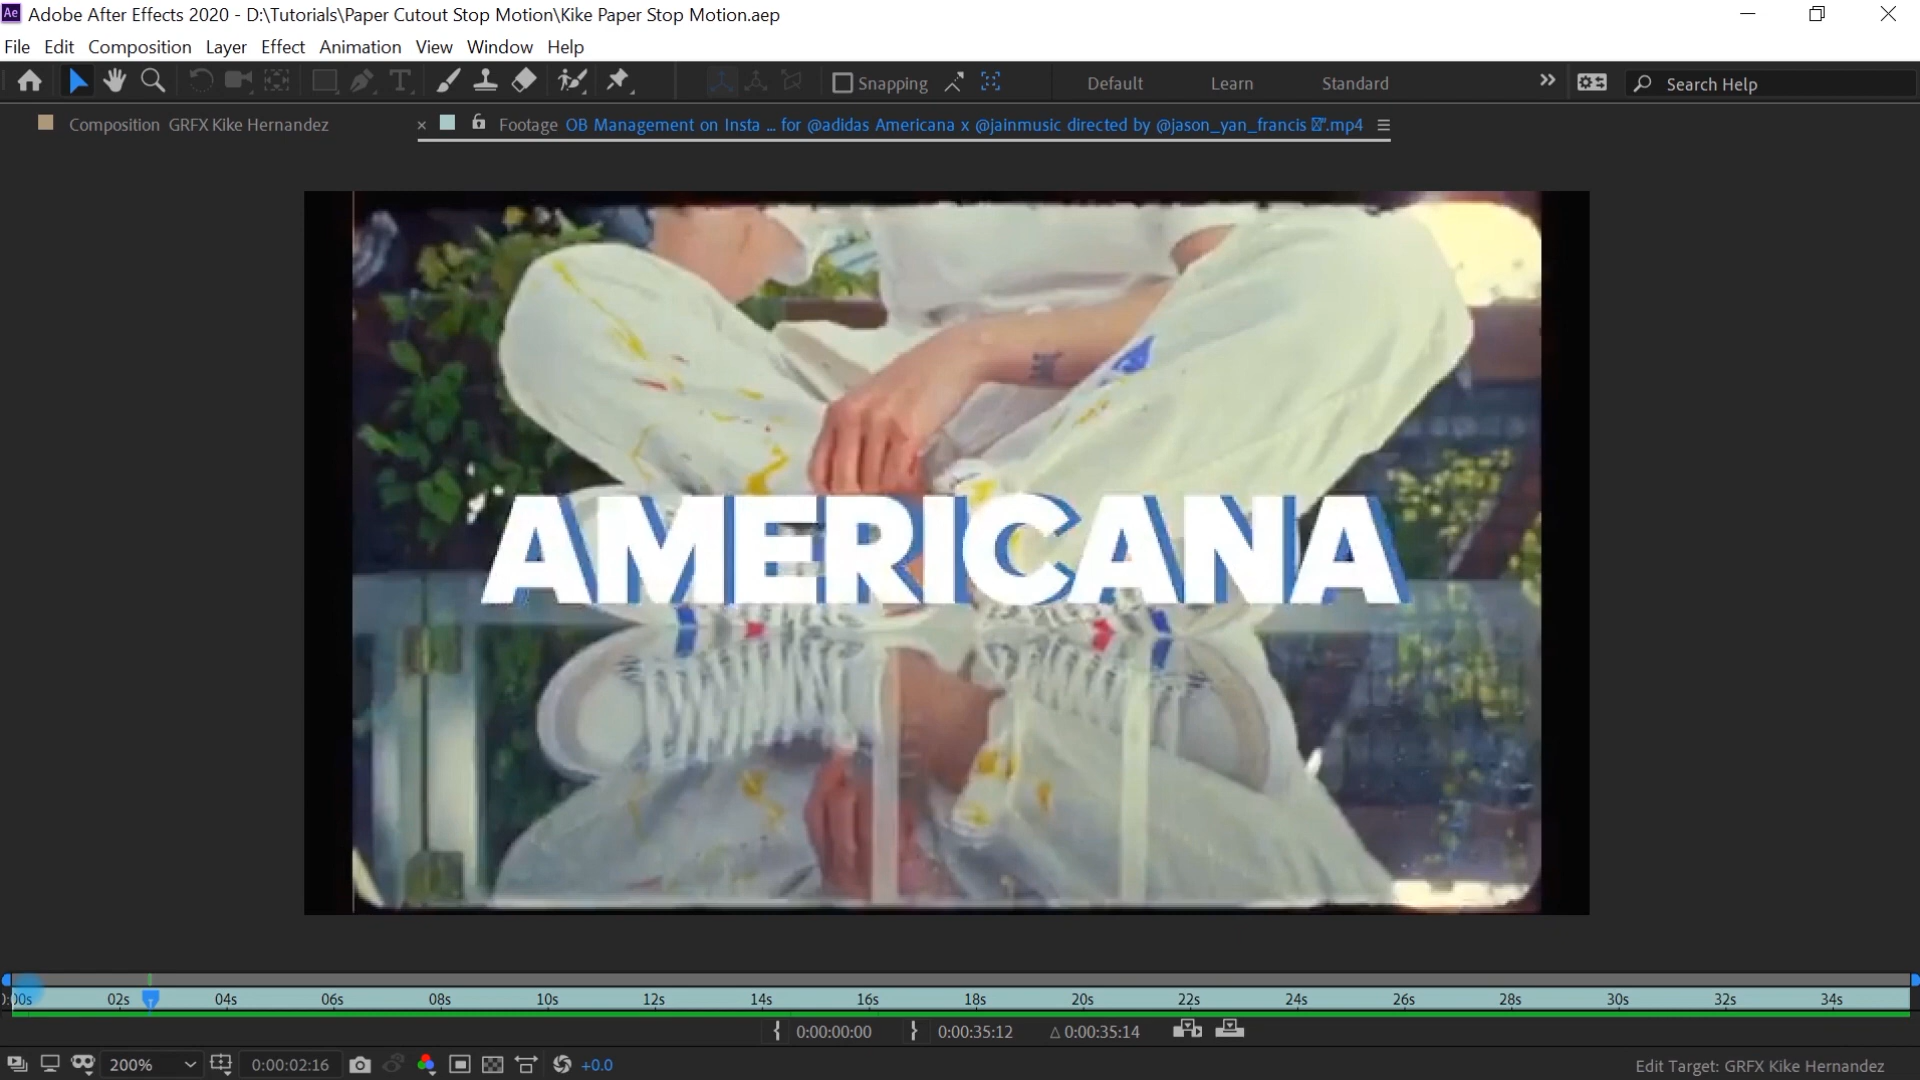 Ae Adobe After Effects 2020 - D:\Tutorials\Paper Cutout Stop Motion\Kike Paper Stop Motion.aep
File Edit Composition Layer Effect Animation View Window Help
Snapping Default Learn Standard Search Help
Composition GRFX Kike Hernandez
Footage OB Management on Insta ... for @adidas Americana x @jainmusic directed by @jason_yan_francis .mp4
AMERICANA
:00s 02s 04s 06s 08s 10s 12s 14s 16s 18s 20s 22s 24s 26s 28s 30s 32s 34s
{ 0:00:00:00 } 0:00:35:12 Δ 0:00:35:14
200% 0:00:02:16 +0.0
Edit Target: GRFX Kike Hernandez